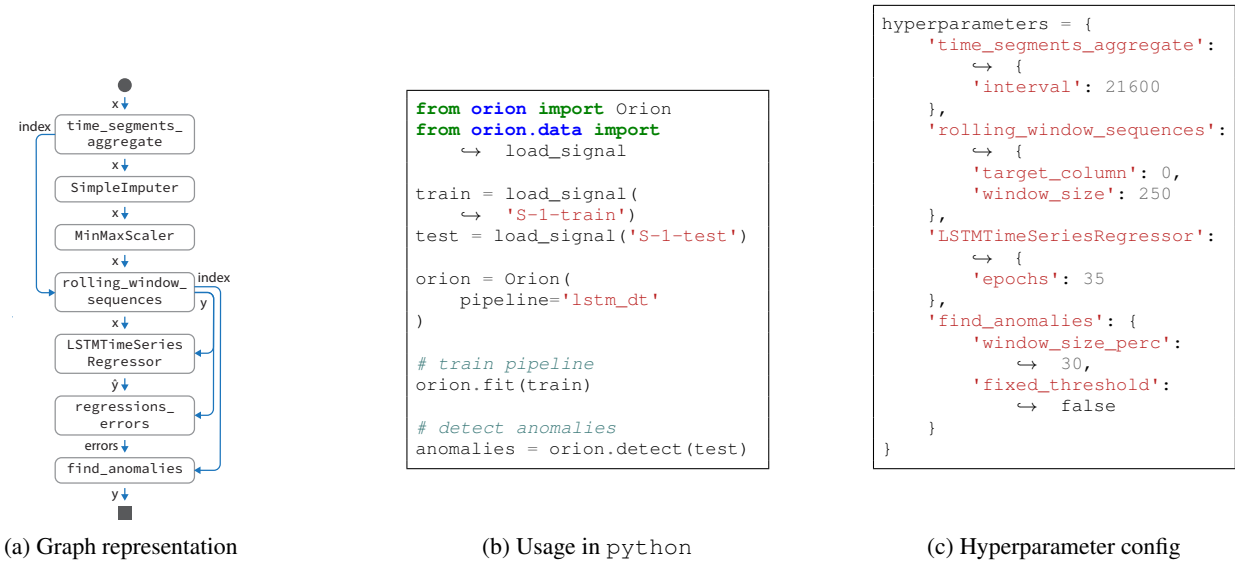 x
index
time_segments_
aggregate
x
SimpleImputer
x
MinMaxScaler
x
rolling_window_
sequences
index
y
x
LSTMTimeSeries
Regressor
ŷ
regressions_
errors
errors
find_anomalies
y
(a) Graph representation
from orion import Orion
from orion.data import
↪ load_signal
train = load_signal(
↪ 'S-1-train')
test = load_signal('S-1-test')
orion = Orion(
pipeline='lstm_dt'
)
# train pipeline
orion.fit(train)
# detect anomalies
anomalies = orion.detect(test)
(b) Usage in python
hyperparameters = {
'time_segments_aggregate':
↪ {
'interval': 21600
},
'rolling_window_sequences':
↪ {
'target_column': 0,
'window_size': 250
},
'LSTMTimeSeriesRegressor':
↪ {
'epochs': 35
},
'find_anomalies': {
'window_size_perc':
↪ 30,
'fixed_threshold':
↪ false
}
}
(c) Hyperparameter config